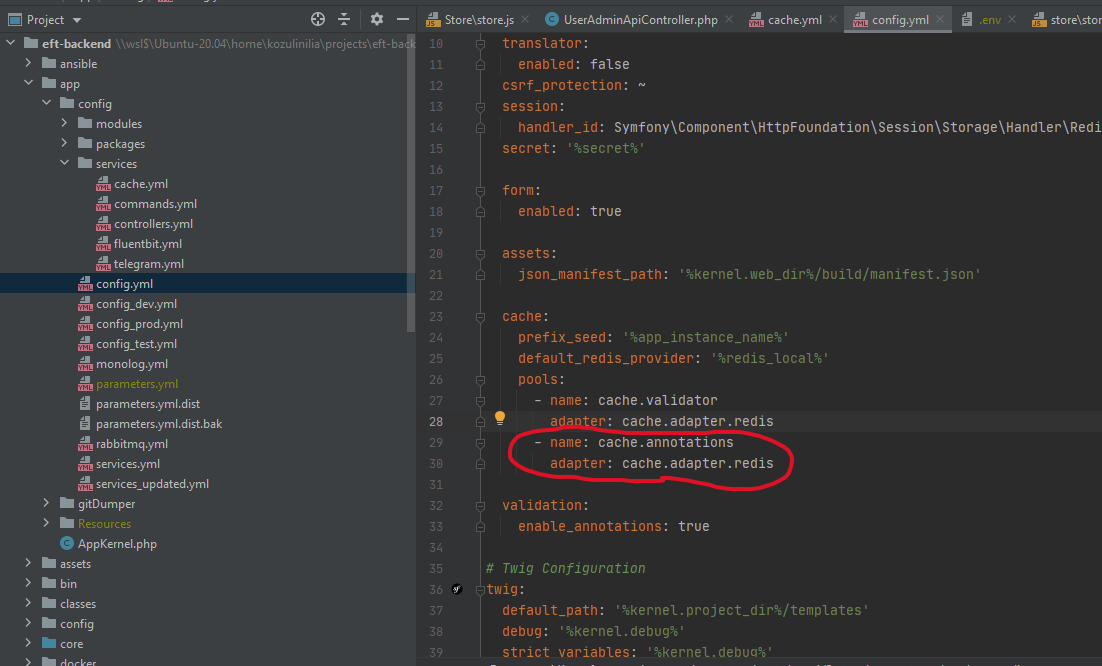 Project
eft-backend \\wsl$\Ubuntu-20.04\home\kozulinilia\projects\eft-back
ansible
app
config
modules
packages
services
cache.yml
commands.yml
controllers.yml
fluentbit.yml
telegram.yml
config.yml
config_dev.yml
config_prod.yml
config_test.yml
monolog.yml
parameters.yml
parameters.yml.dist
parameters.yml.dist.bak
rabbitmq.yml
services.yml
services_updated.yml
gitDumper
Resources
AppKernel.php
assets
bin
classes
config
core
docker
Store\store.js UserAdminApiController.php cache.yml config.yml .env store\stor
10 translator:
11 enabled: false
12 csrf_protection: ~
13 session:
14 handler_id: Symfony\Component\HttpFoundation\Session\Storage\Handler\Redi
15 secret: '%secret%'
16
17 form:
18 enabled: true
19
20 assets:
21 json_manifest_path: '%kernel.web_dir%/build/manifest.json'
22
23 cache:
24 prefix_seed: '%app_instance_name%'
25 default_redis_provider: '%redis_local%'
26 pools:
27 - name: cache.validator
28 adapter: cache.adapter.redis
29 - name: cache.annotations
30 adapter: cache.adapter.redis
31
32 validation:
33 enable_annotations: true
34
35 # Twig Configuration
36 twig:
37 default_path: '%kernel.project_dir%/templates'
38 debug: '%kernel.debug%'
39 strict_variables: '%kernel.debug%'